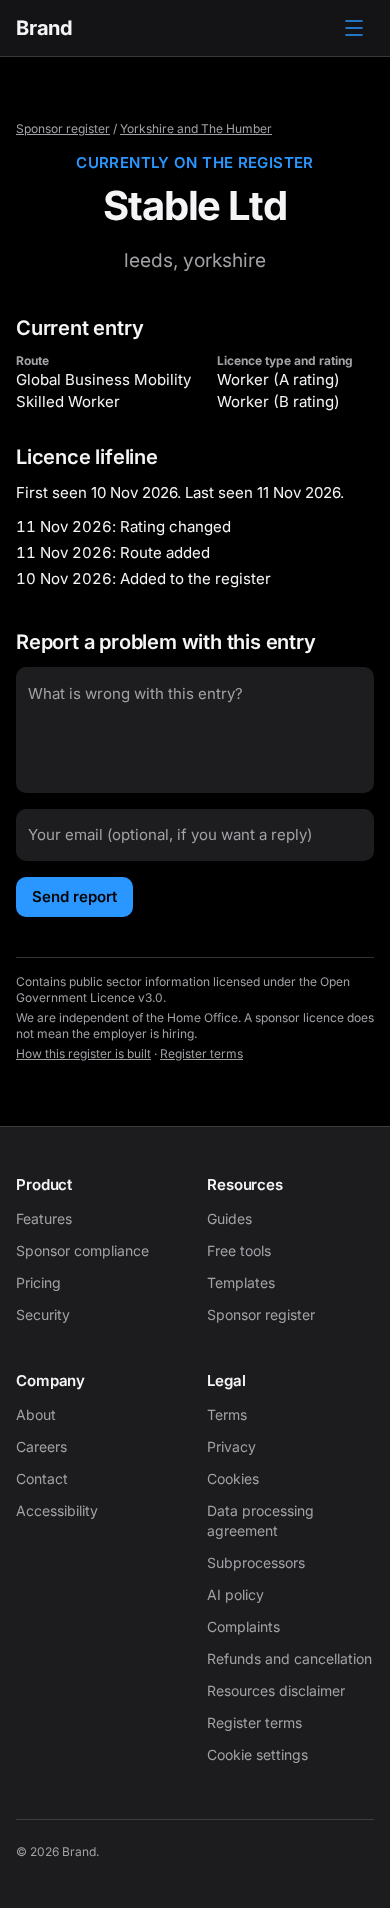 Brand
Sponsor register / Yorkshire and The Humber
CURRENTLY ON THE REGISTER
Stable Ltd
leeds, yorkshire
Current entry
Route
Global Business Mobility
Skilled Worker
Licence type and rating
Worker (A rating)
Worker (B rating)
Licence lifeline
First seen 10 Nov 2026. Last seen 11 Nov 2026.
11 Nov 2026: Rating changed
11 Nov 2026: Route added
10 Nov 2026: Added to the register
Report a problem with this entry
What is wrong with this entry?
Your email (optional, if you want a reply)
Send report
Contains public sector information licensed under the Open
Government Licence v3.0.
We are independent of the Home Office. A sponsor licence does
not mean the employer is hiring.
How this register is built · Register terms
Product
Features
Sponsor compliance
Pricing
Security
Resources
Guides
Free tools
Templates
Sponsor register
Company
About
Careers
Contact
Accessibility
Legal
Terms
Privacy
Cookies
Data processing
agreement
Subprocessors
AI policy
Complaints
Refunds and cancellation
Resources disclaimer
Register terms
Cookie settings
© 2026 Brand.